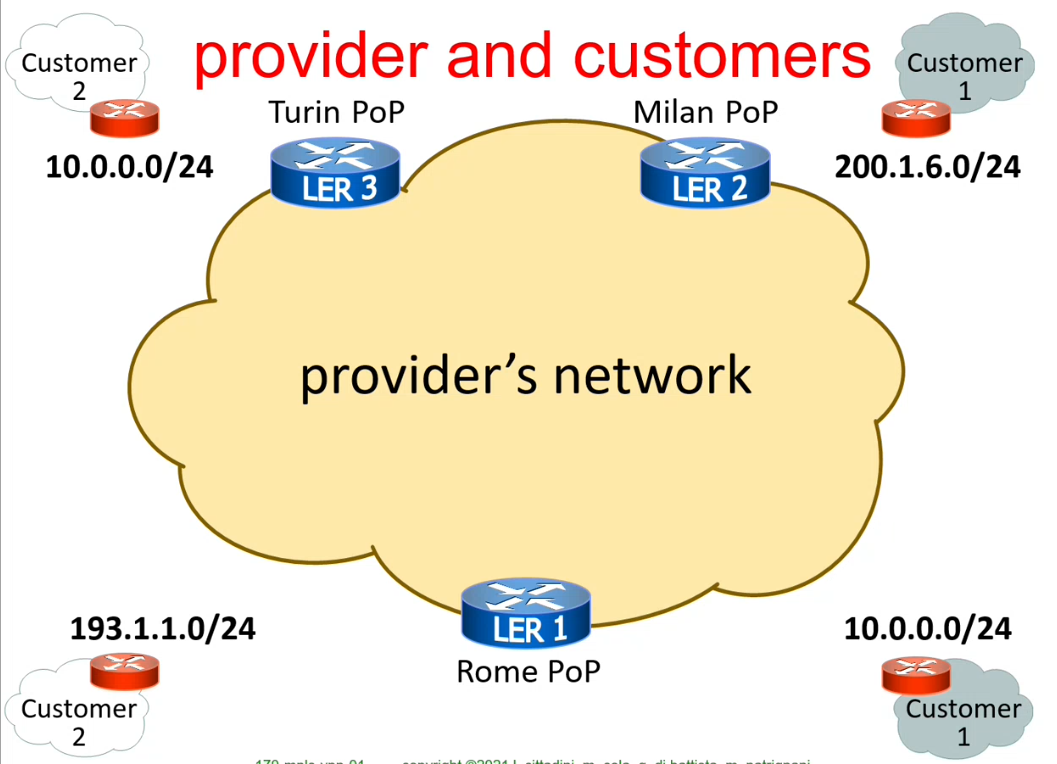 provider and customers
Customer
2
Customer
1
Turin PoP
Milan PoP
10.0.0.0/24
200.1.6.0/24
LER 3
LER 2
provider’s network
193.1.1.0/24
10.0.0.0/24
LER 1
Rome PoP
Customer
2
Customer
1
copyright ©2021